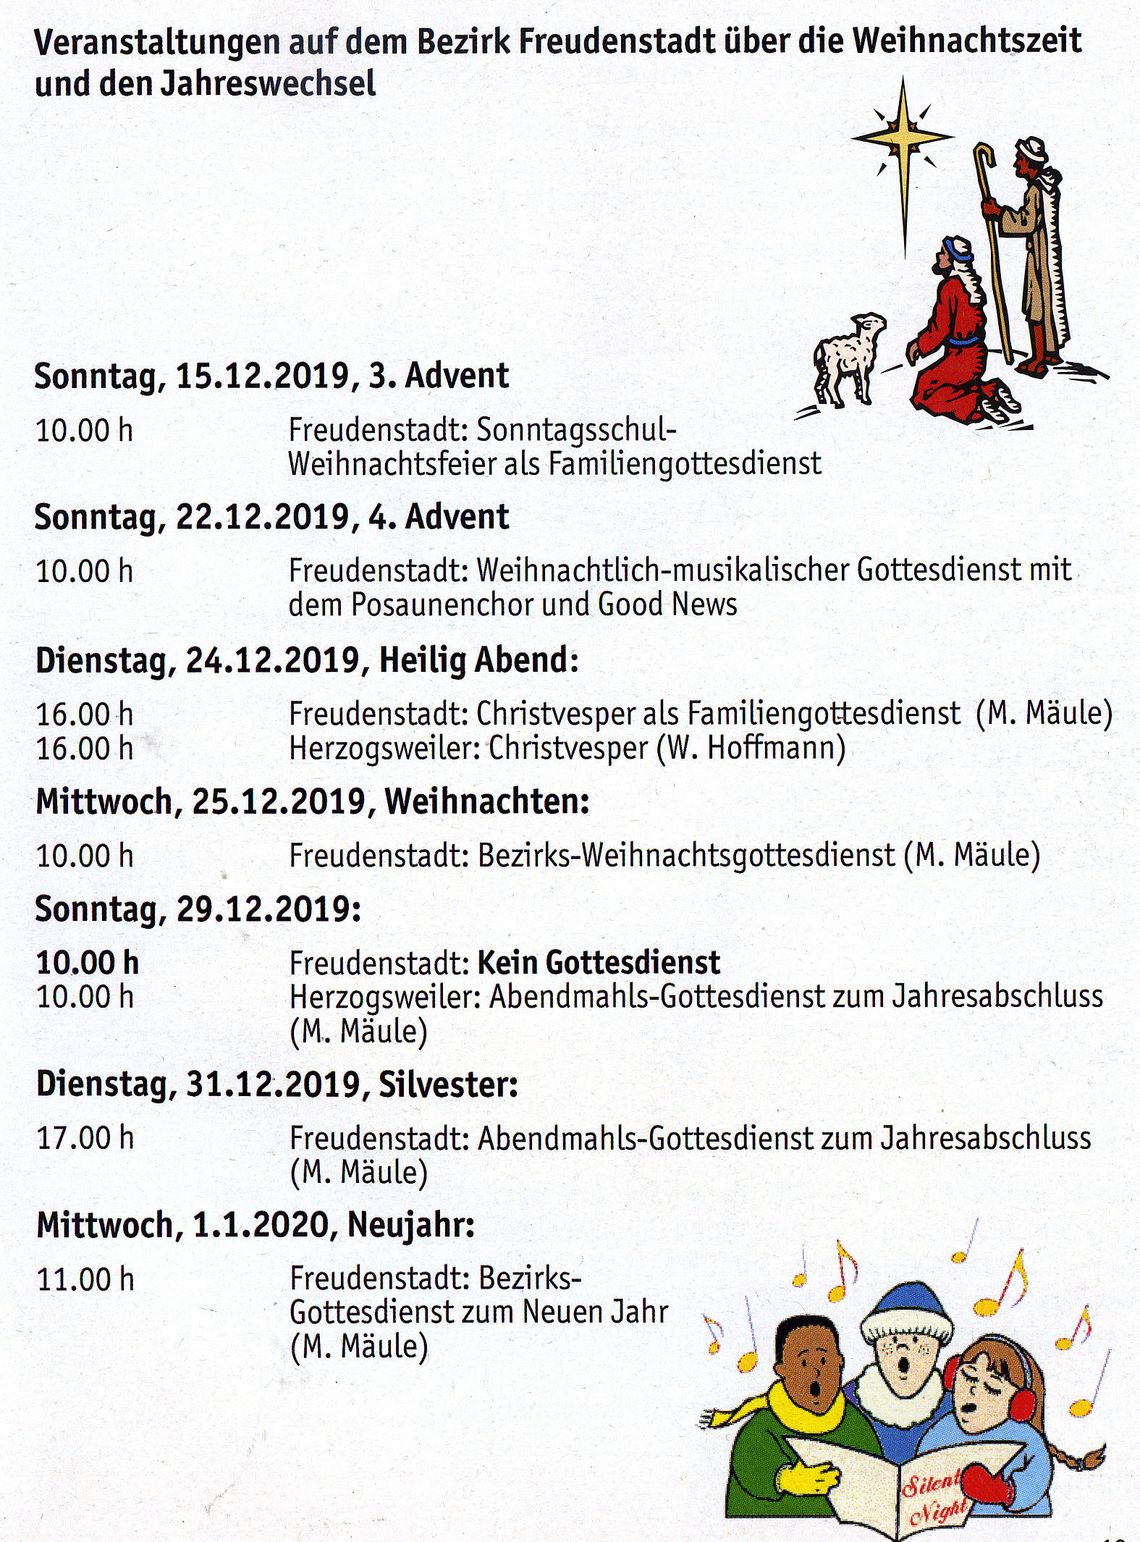 Veranstaltungen auf dem Bezirk Freudenstadt über die Weihnachtszeit
und den Jahreswechsel
Sonntag, 15.12.2019, 3. Advent
10.00 h Freudenstadt: Sonntagsschul-
Weihnachtsfeier als Familiengottesdienst
Sonntag, 22.12.2019, 4. Advent
10.00 h Freudenstadt: Weihnachtlich-musikalischer Gottesdienst mit
dem Posaunenchor und Good News
Dienstag, 24.12.2019, Heilig Abend:
16.00 h Freudenstadt: Christvesper als Familiengottesdienst (M. Mäule)
16.00 h Herzogsweiler: Christvesper (W. Hoffmann)
Mittwoch, 25.12.2019, Weihnachten:
10.00 h Freudenstadt: Bezirks-Weihnachtsgottesdienst (M. Mäule)
Sonntag, 29.12.2019:
10.00 h Freudenstadt: Kein Gottesdienst
10.00 h Herzogsweiler: Abendmahls-Gottesdienst zum Jahresabschluss
(M. Mäule)
Dienstag, 31.12.2019, Silvester:
17.00 h Freudenstadt: Abendmahls-Gottesdienst zum Jahresabschluss
(M. Mäule)
Mittwoch, 1.1.2020, Neujahr:
11.00 h Freudenstadt: Bezirks-
Gottesdienst zum Neuen Jahr
(M. Mäule)
Silent
Night